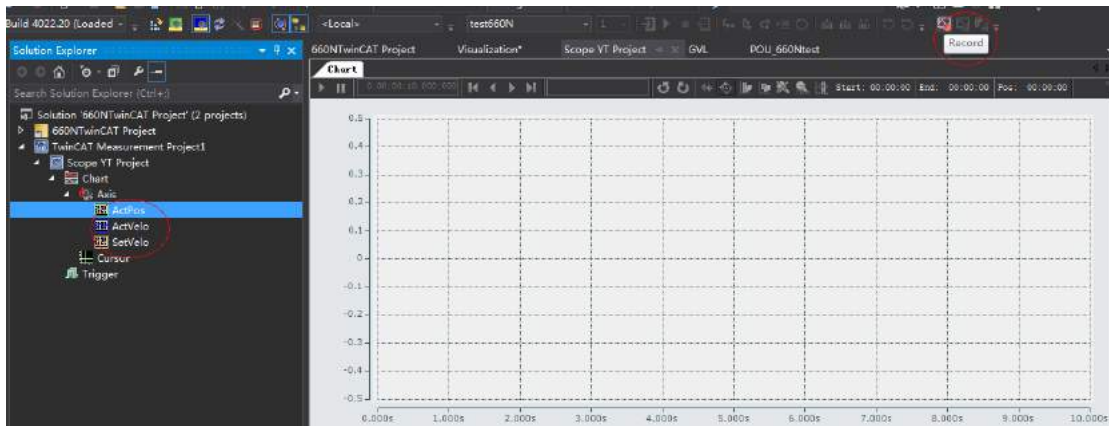 Build 4022.20 (Loaded
<Local>
test660N
1
Record
Solution Explorer
Search Solution Explorer (Ctrl+;)
Solution '660NTwinCAT Project' (2 projects)
660NTwinCAT Project
TwinCAT Measurement Project1
Scope YT Project
Chart
Axis
ActPos
ActVelo
SetVelo
Cursor
Trigger
660NTwinCAT Project
Visualization*
Scope YT Project
GVL
POU_660Ntest
Chart
Start: 00:00:00 End: 00:00:00 Pos: 00:00:00
0.5
0.4
0.3
0.2
0.1
0
-0.1
-0.2
-0.3
-0.4
-0.5
0.000s 1.000s 2.000s 3.000s 4.000s 5.000s 6.000s 7.000s 8.000s 9.000s 10.000s